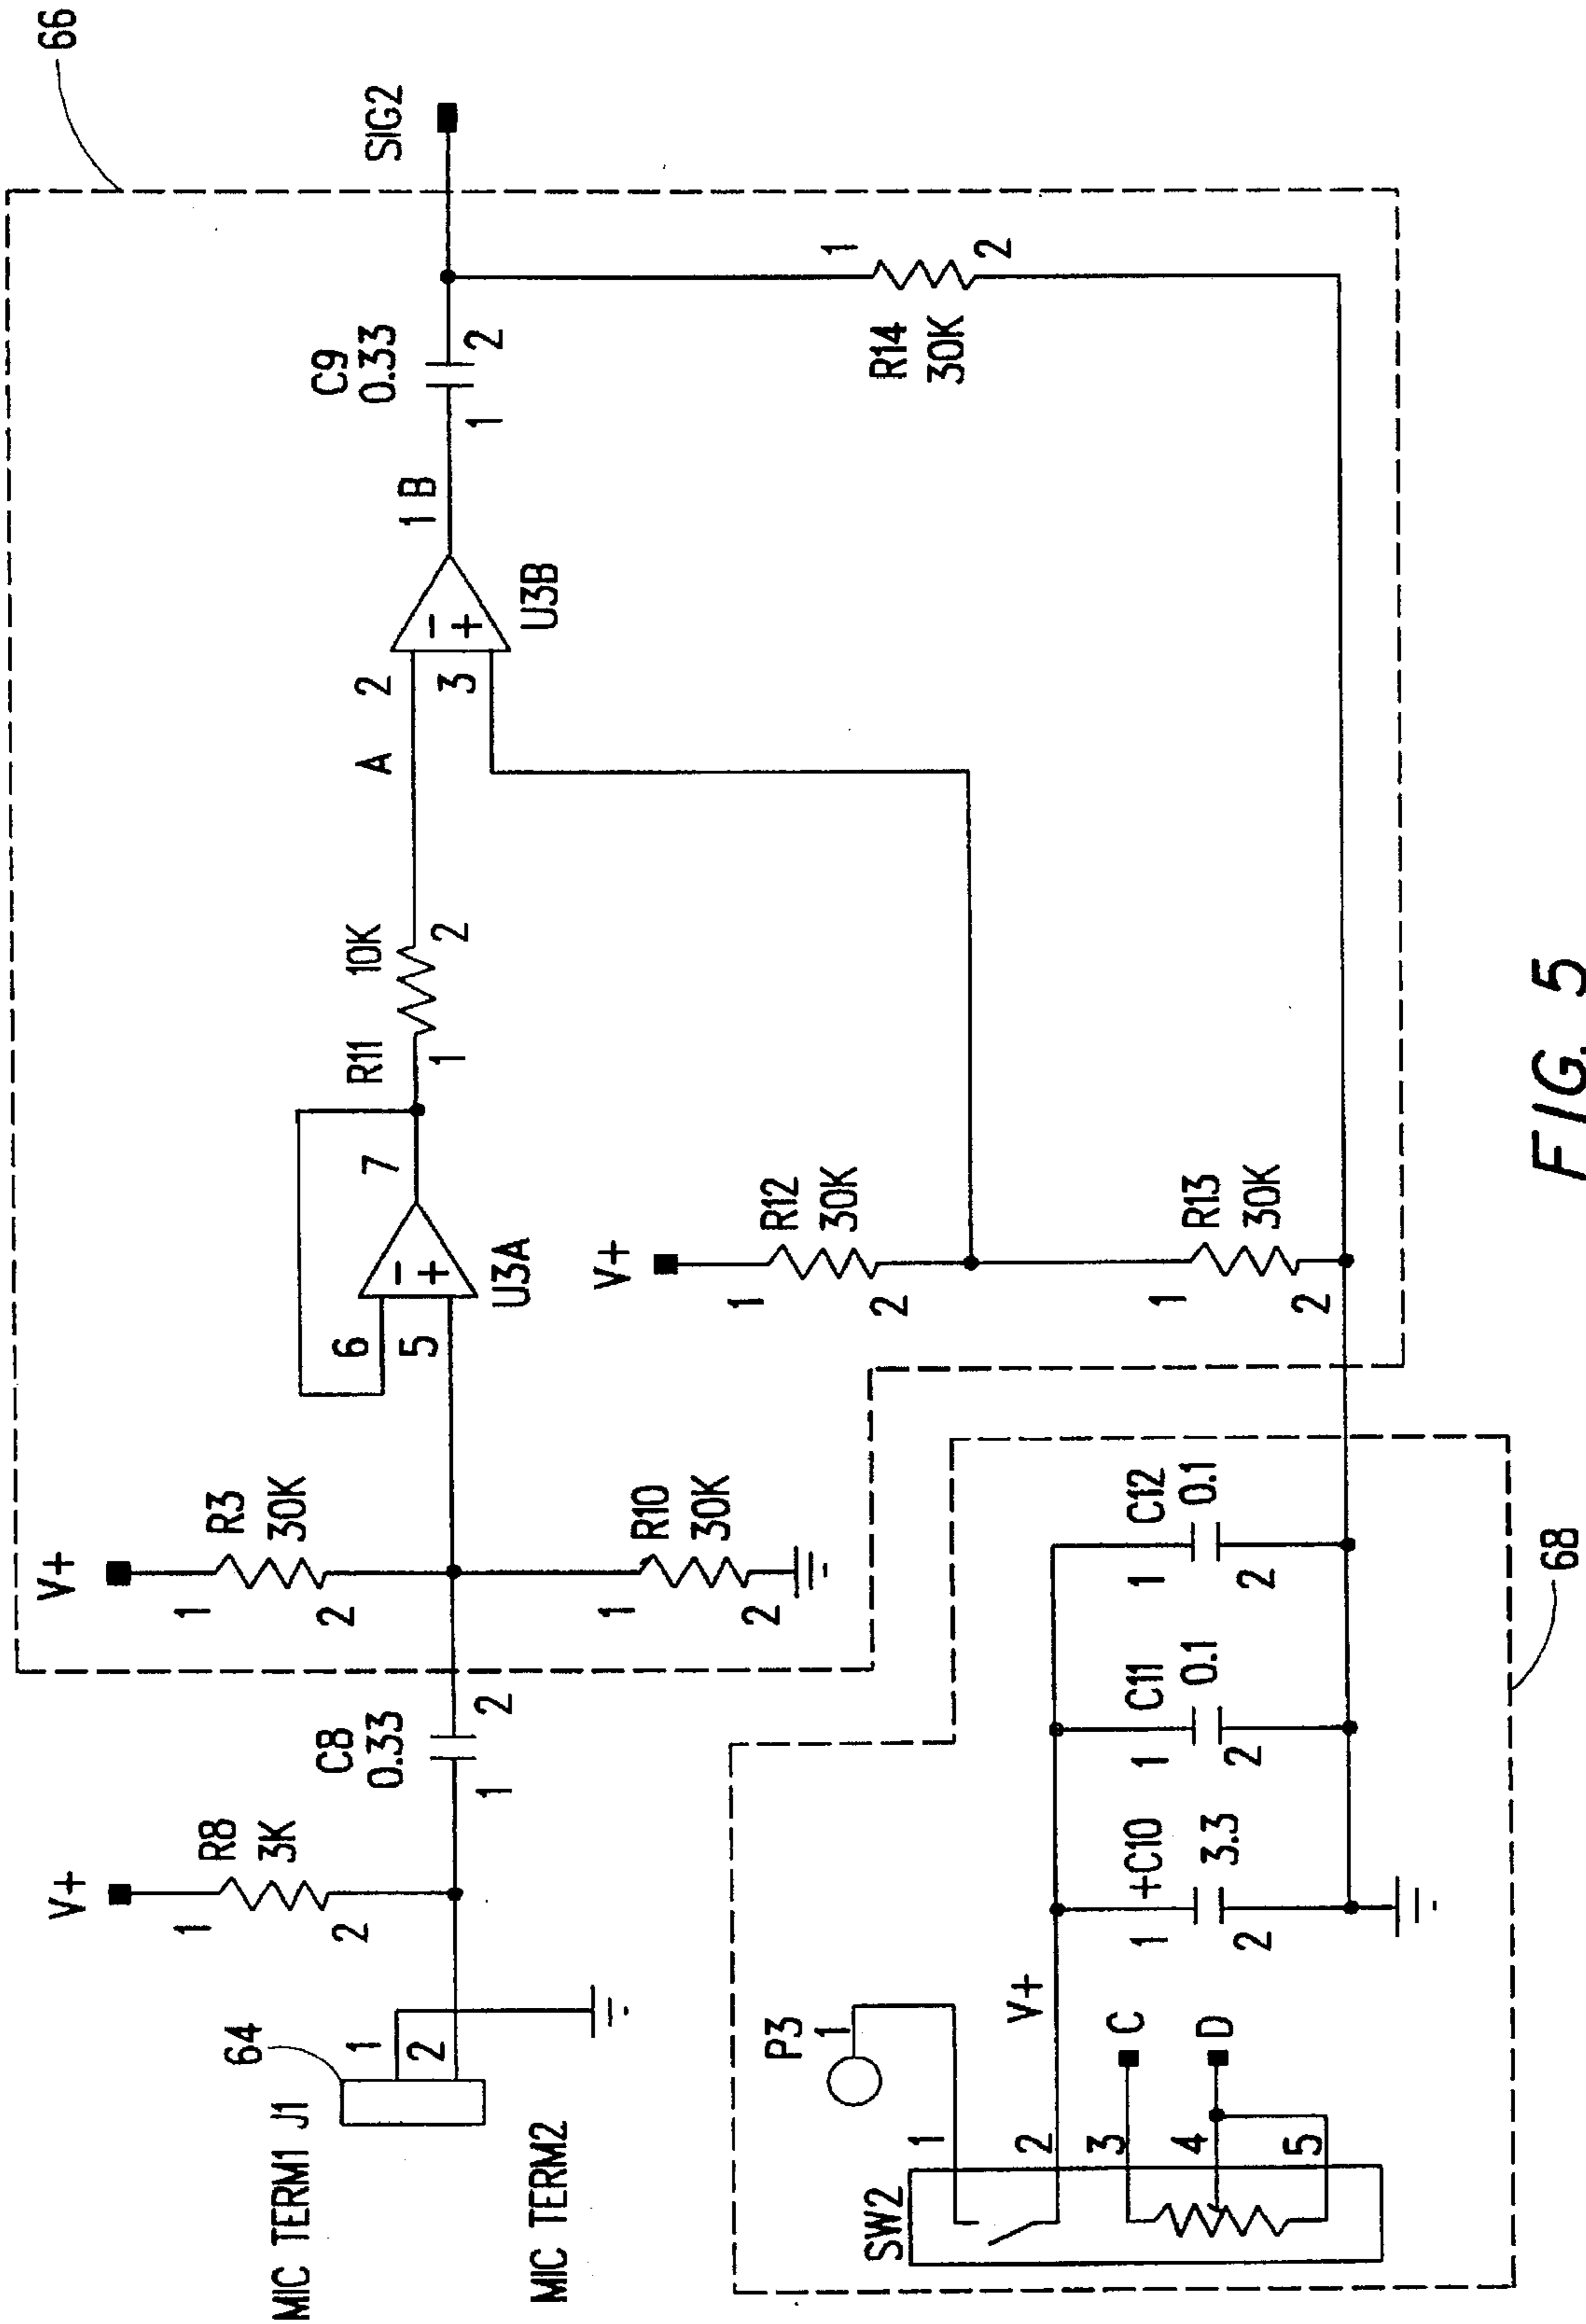 66
V+
R8
3K
1
2
64
MIC TERM1 J1
1
2
MIC TERM2
C8
0.33
1
2
V+
R3
30K
1
2
R10
30K
1
2
6
5
7
U3A
R11
10K
1
2
A
2
3
1
B
U3B
C9
0.33
1
2
SIG2
R14
30K
1
2
V+
R12
30K
1
2
R13
30K
1
2
P3
1
SW2
1
2
3
4
5
V+
C
D
+C10
3.3
1
2
C11
0.1
1
2
C12
0.1
1
2
68
FIG. 5